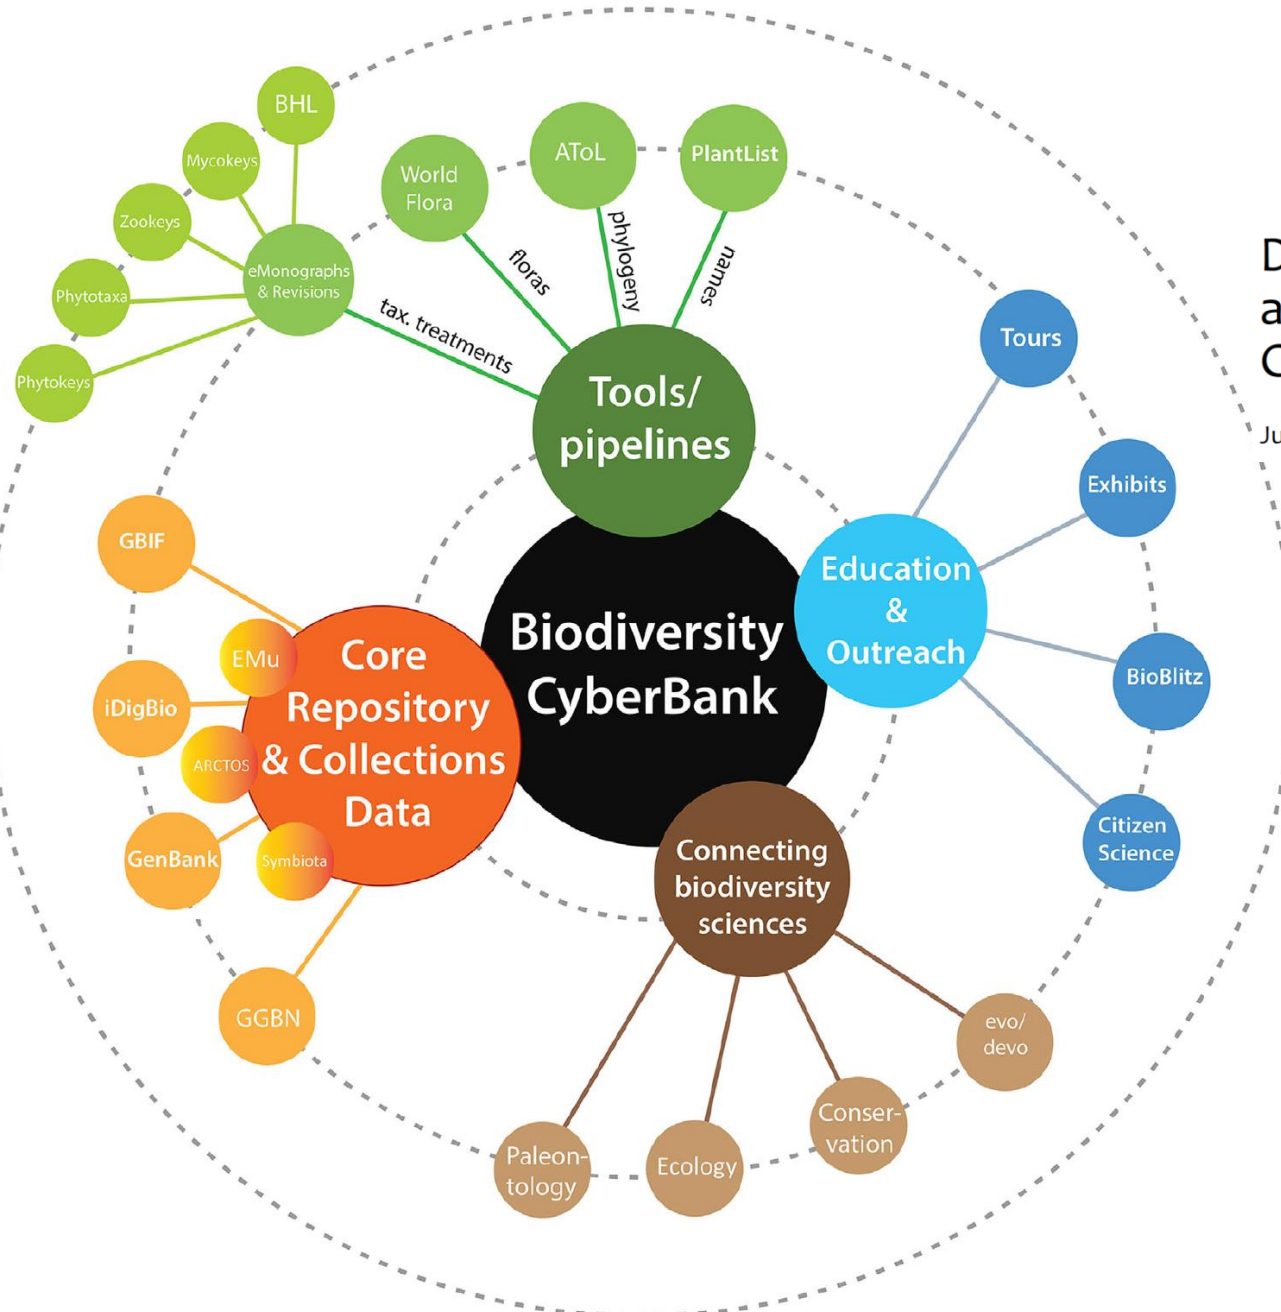 BHL
Mycokeys
Zookeys
Phytotaxa
Phytokeys
eMonographs
& Revisions
World
Flora
AToL
PlantList
tax. treatments
floras
phylogeny
names
Tools/
pipelines
Tours
Exhibits
BioBlitz
Citizen
Science
Education
&
Outreach
Biodiversity
CyberBank
Core
Repository
& Collections
Data
GBIF
EMu
iDigBio
ARCTOS
GenBank
Symbiota
GGBN
Connecting
biodiversity
sciences
evo/
devo
Conser-
vation
Ecology
Paleon-
tology